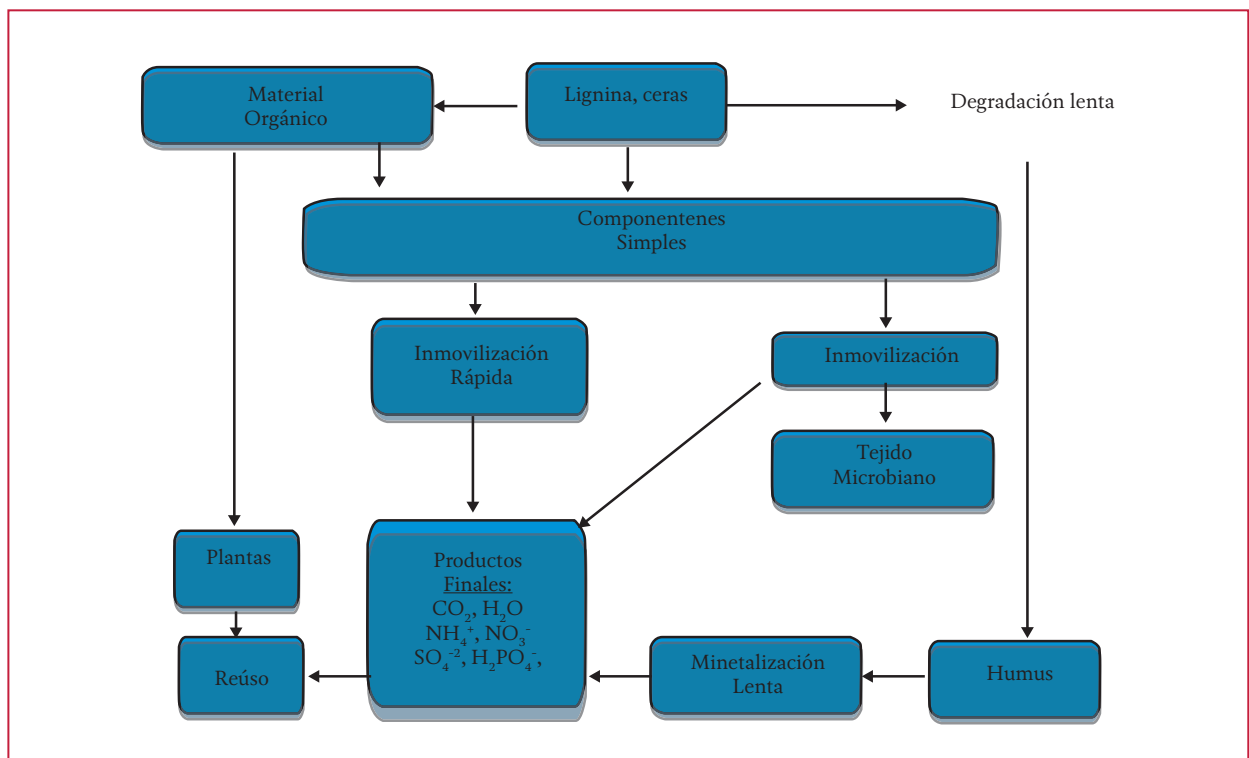 Material
Orgánico
Lignina, ceras
Degradación lenta
Componentenes
Simples
Inmovilización
Rápida
Inmovilización
Tejido
Microbiano
Plantas
Productos
Finales:
CO₂, H₂O
NH₄⁺, NO₃⁻
SO₄⁻², H₂PO₄⁻,
Reúso
Minetalización
Lenta
Humus